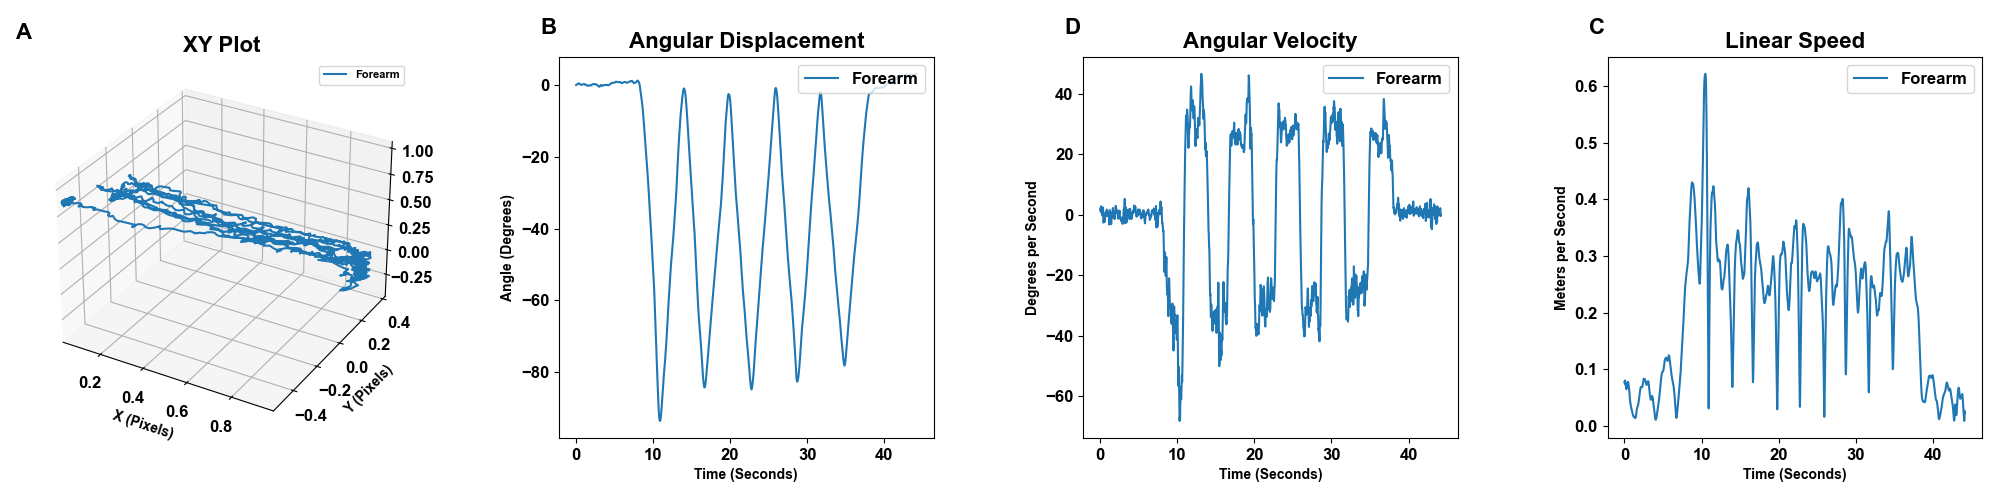 A
XY Plot
Forearm
1.00
0.75
0.50
0.25
0.00
−0.25
0.4
0.2
0.0
−0.2
−0.4
Y (Pixels)
0.2
0.4
0.6
0.8
X (Pixels)
B
Angular Displacement
Forearm
0
−20
−40
−60
−80
Angle (Degrees)
0 10 20 30 40
Time (Seconds)
D
Angular Velocity
Forearm
40
20
0
−20
−40
−60
Degrees per Second
0 10 20 30 40
Time (Seconds)
C
Linear Speed
Forearm
0.6
0.5
0.4
0.3
0.2
0.1
0.0
Meters per Second
0 10 20 30 40
Time (Seconds)